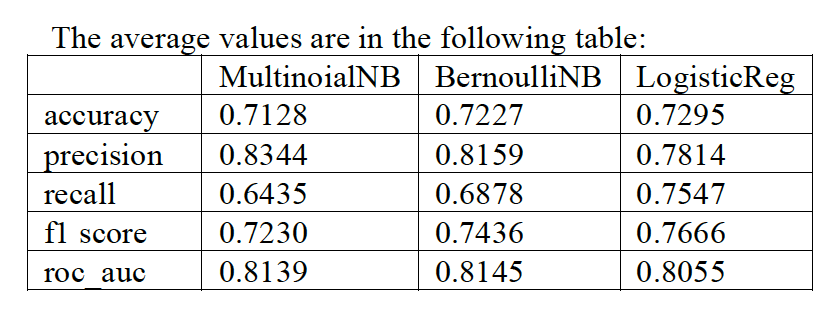 The average values are in the following table:
MultinoialNB BernoulliNB LogisticReg
accuracy 0.7128 0.7227 0.7295
precision 0.8344 0.8159 0.7814
recall 0.6435 0.6878 0.7547
f1 score 0.7230 0.7436 0.7666
roc_auc 0.8139 0.8145 0.8055